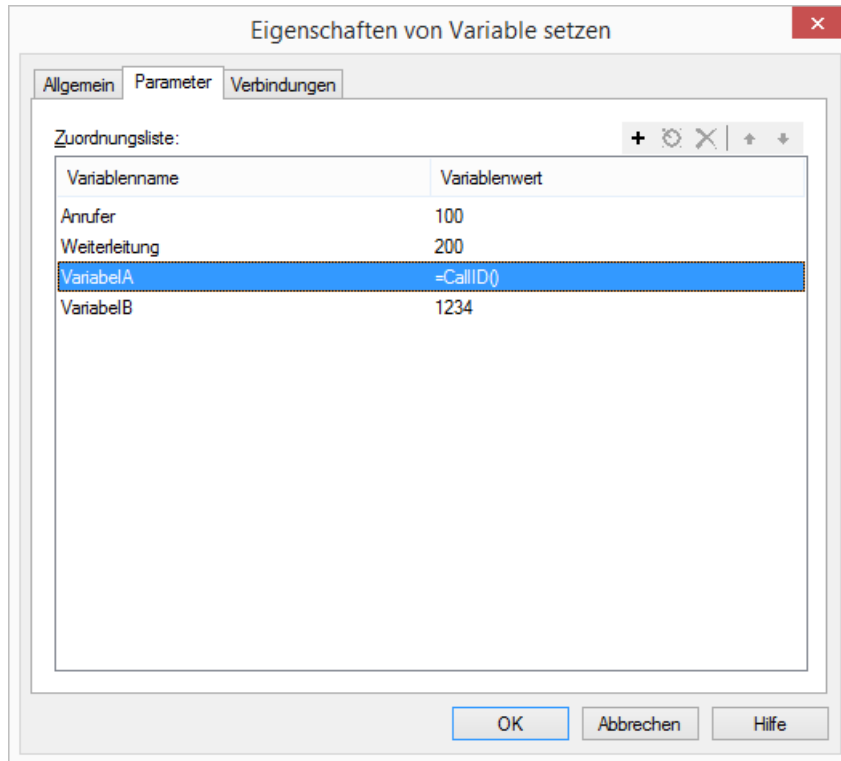 Eigenschaften von Variable setzen
Allgemein Parameter Verbindungen
Zuordnungsliste:
Variablenname Variablenwert
Anrufer 100
Weiterleitung 200
VariabelA =CallID()
VariabelB 1234
OK Abbrechen Hilfe